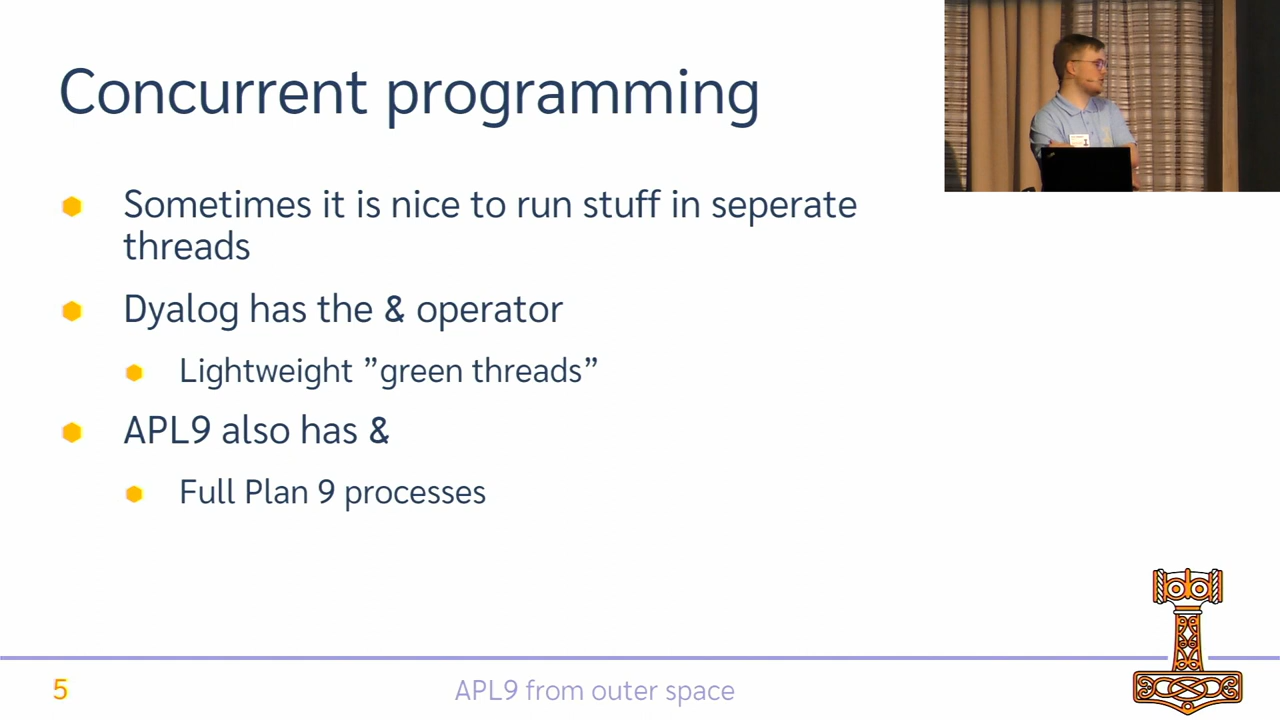 Concurrent programming
Sometimes it is nice to run stuff in seperate
threads
Dyalog has the & operator
Lightweight ”green threads”
APL9 also has &
Full Plan 9 processes
5
APL9 from outer space